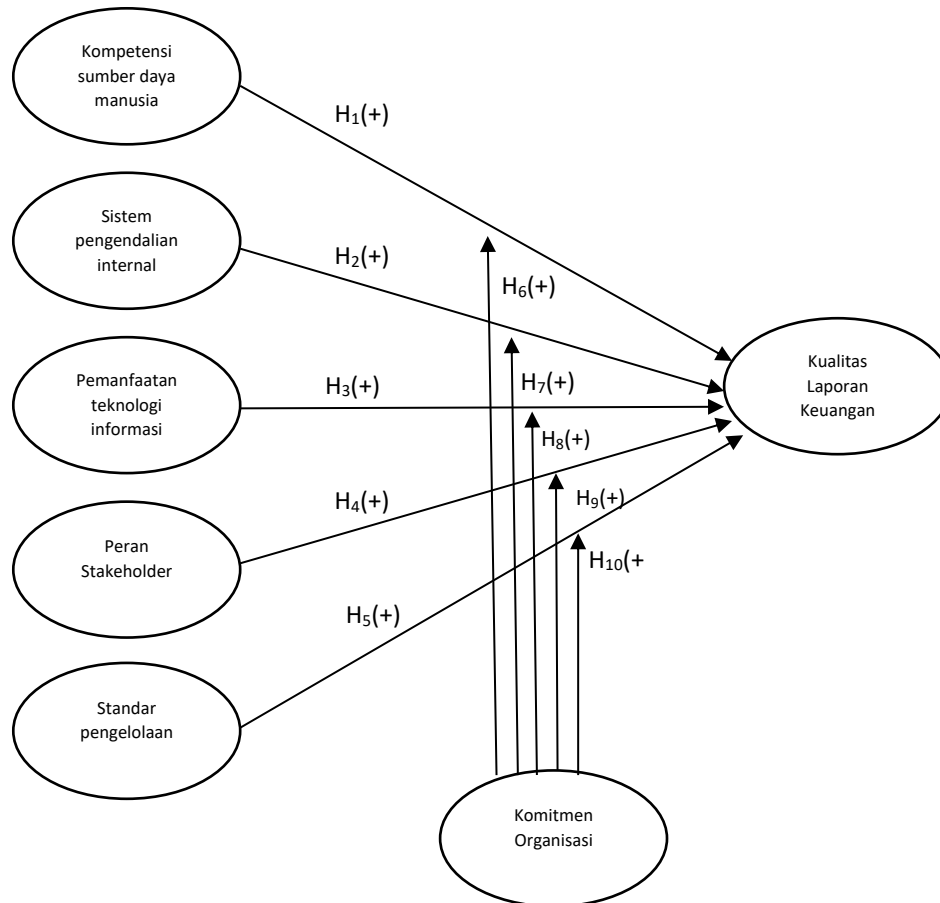 Kompetensi
sumber daya
manusia
H₁(+)
Sistem
pengendalian
internal
H₂(+)
H₆(+)
Pemanfaatan
teknologi
informasi
H₃(+)
H₇(+)
Kualitas
Laporan
Keuangan
H₈(+)
Peran
Stakeholder
H₄(+)
H₉(+)
H₁₀(+
Standar
pengelolaan
H₅(+)
Komitmen
Organisasi